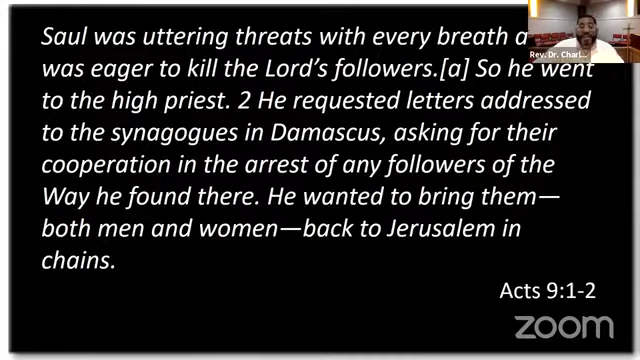 Saul was uttering threats with every breath a
was eager to kill the Lord's followers.[a] So he went
to the high priest. 2 He requested letters addressed
to the synagogues in Damascus, asking for their
cooperation in the arrest of any followers of the
Way he found there. He wanted to bring them—
both men and women—back to Jerusalem in
chains.
Acts 9:1-2
zoom
Rev. Dr. Charl...